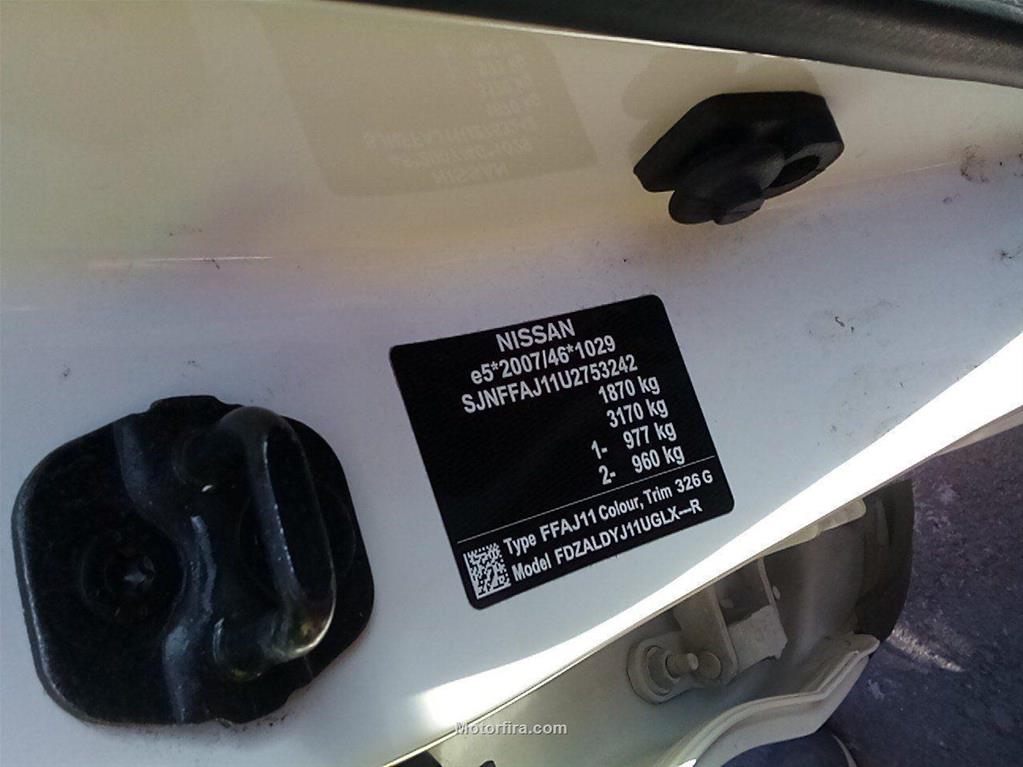 NISSAN
e5*2007/46*1029
SJNFFAJ11U2753242
1870 kg
3170 kg
1- 977 kg
2- 960 kg
Type FFAJ11 Colour, Trim 326 G
Model FDZALDYJ11UGLX—R
Motorfira.com